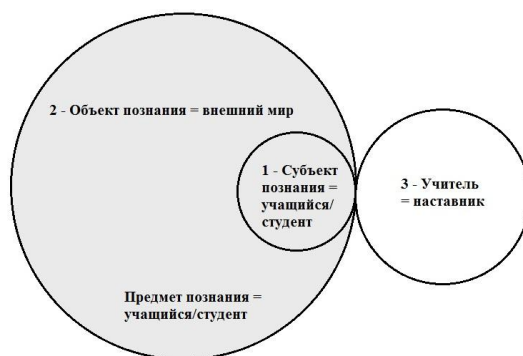 2 - Объект познания = внешний мир
1 - Субъект
познания =
учащийся/
студент
3 - Учитель
= наставник
Предмет познания =
учащийся/студент